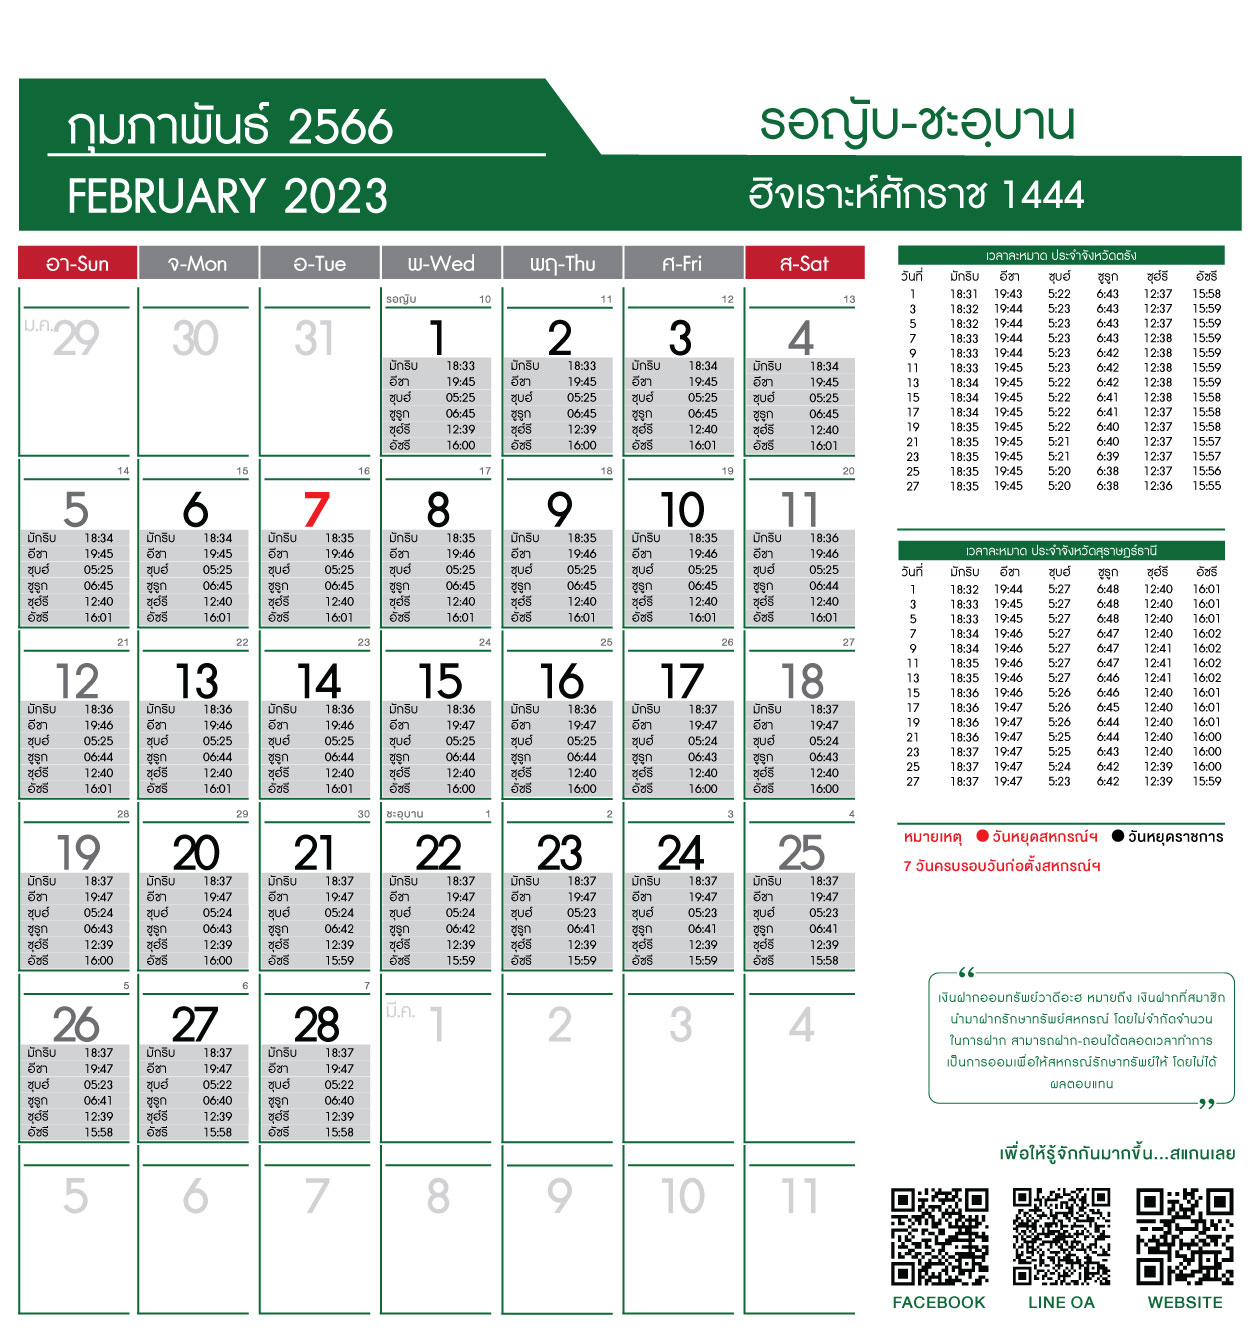 กุมภาพันธ์ 2566
FEBRUARY 2023
รอญับ-ชะอฺบาน
ฮิจเราะห์ศักราช 1444
อา-Sun จ-Mon อ-Tue พ-Wed พฤ-Thu ศ-Fri ส-Sat
รอญับ 10 11 12 13
ม.ค. 29 30 31 1 2 3 4
มักริบ 18:33 มักริบ 18:33 มักริบ 18:34 มักริบ 18:34
อีชา 19:45 อีชา 19:45 อีชา 19:45 อีชา 19:45
ซุบฮ์ 05:25 ซุบฮ์ 05:25 ซุบฮ์ 05:25 ซุบฮ์ 05:25
ชูรูก 06:45 ชูรูก 06:45 ชูรูก 06:45 ชูรูก 06:45
ซุฮ์รี 12:39 ซุฮ์รี 12:39 ซุฮ์รี 12:40 ซุฮ์รี 12:40
อัซรี 16:00 อัซรี 16:00 อัซรี 16:01 อัซรี 16:01
14 15 16 17 18 19 20
5 6 7 8 9 10 11
มักริบ 18:34 มักริบ 18:34 มักริบ 18:35 มักริบ 18:35 มักริบ 18:35 มักริบ 18:35 มักริบ 18:36
อีชา 19:45 อีชา 19:45 อีชา 19:46 อีชา 19:46 อีชา 19:46 อีชา 19:46 อีชา 19:46
ซุบฮ์ 05:25 ซุบฮ์ 05:25 ซุบฮ์ 05:25 ซุบฮ์ 05:25 ซุบฮ์ 05:25 ซุบฮ์ 05:25 ซุบฮ์ 05:25
ชูรูก 06:45 ชูรูก 06:45 ชูรูก 06:45 ชูรูก 06:45 ชูรูก 06:45 ชูรูก 06:45 ชูรูก 06:44
ซุฮ์รี 12:40 ซุฮ์รี 12:40 ซุฮ์รี 12:40 ซุฮ์รี 12:40 ซุฮ์รี 12:40 ซุฮ์รี 12:40 ซุฮ์รี 12:40
อัซรี 16:01 อัซรี 16:01 อัซรี 16:01 อัซรี 16:01 อัซรี 16:01 อัซรี 16:01 อัซรี 16:01
21 22 23 24 25 26 27
12 13 14 15 16 17 18
มักริบ 18:36 มักริบ 18:36 มักริบ 18:36 มักริบ 18:36 มักริบ 18:36 มักริบ 18:37 มักริบ 18:37
อีชา 19:46 อีชา 19:46 อีชา 19:46 อีชา 19:47 อีชา 19:47 อีชา 19:47 อีชา 19:47
ซุบฮ์ 05:25 ซุบฮ์ 05:25 ซุบฮ์ 05:25 ซุบฮ์ 05:25 ซุบฮ์ 05:25 ซุบฮ์ 05:24 ซุบฮ์ 05:24
ชูรูก 06:44 ชูรูก 06:44 ชูรูก 06:44 ชูรูก 06:44 ชูรูก 06:44 ชูรูก 06:43 ชูรูก 06:43
ซุฮ์รี 12:40 ซุฮ์รี 12:40 ซุฮ์รี 12:40 ซุฮ์รี 12:40 ซุฮ์รี 12:40 ซุฮ์รี 12:40 ซุฮ์รี 12:40
อัซรี 16:01 อัซรี 16:01 อัซรี 16:01 อัซรี 16:00 อัซรี 16:00 อัซรี 16:00 อัซรี 16:00
28 29 30 ชะอฺบาน 1 2 3 4
19 20 21 22 23 24 25
มักริบ 18:37 มักริบ 18:37 มักริบ 18:37 มักริบ 18:37 มักริบ 18:37 มักริบ 18:37 มักริบ 18:37
อีชา 19:47 อีชา 19:47 อีชา 19:47 อีชา 19:47 อีชา 19:47 อีชา 19:47 อีชา 19:47
ซุบฮ์ 05:24 ซุบฮ์ 05:24 ซุบฮ์ 05:24 ซุบฮ์ 05:24 ซุบฮ์ 05:23 ซุบฮ์ 05:23 ซุบฮ์ 05:23
ชูรูก 06:43 ชูรูก 06:43 ชูรูก 06:42 ชูรูก 06:42 ชูรูก 06:41 ชูรูก 06:41 ชูรูก 06:41
ซุฮ์รี 12:39 ซุฮ์รี 12:39 ซุฮ์รี 12:39 ซุฮ์รี 12:39 ซุฮ์รี 12:39 ซุฮ์รี 12:39 ซุฮ์รี 12:39
อัซรี 16:00 อัซรี 16:00 อัซรี 15:59 อัซรี 15:59 อัซรี 15:59 อัซรี 15:59 อัซรี 15:58
5 6 7
26 27 28 มี.ค. 1 2 3 4
มักริบ 18:37 มักริบ 18:37 มักริบ 18:37
อีชา 19:47 อีชา 19:47 อีชา 19:47
ซุบฮ์ 05:23 ซุบฮ์ 05:22 ซุบฮ์ 05:22
ชูรูก 06:41 ชูรูก 06:40 ชูรูก 06:40
ซุฮ์รี 12:39 ซุฮ์รี 12:39 ซุฮ์รี 12:39
อัซรี 15:58 อัซรี 15:58 อัซรี 15:58
5 6 7 8 9 10 11
เวลาละหมาด ประจำจังหวัดตรัง
วันที่ มักริบ อีชา ซุบฮ์ ชูรูก ซุฮ์รี อัซรี
1 18:31 19:43 5:22 6:43 12:37 15:58
3 18:32 19:44 5:23 6:43 12:37 15:59
5 18:32 19:44 5:23 6:43 12:37 15:59
7 18:33 19:44 5:23 6:43 12:38 15:59
9 18:33 19:44 5:23 6:42 12:38 15:59
11 18:33 19:45 5:23 6:42 12:38 15:59
13 18:34 19:45 5:22 6:42 12:38 15:59
15 18:34 19:45 5:22 6:41 12:38 15:58
17 18:34 19:45 5:22 6:41 12:37 15:58
19 18:35 19:45 5:22 6:40 12:37 15:58
21 18:35 19:45 5:21 6:40 12:37 15:57
23 18:35 19:45 5:21 6:39 12:37 15:57
25 18:35 19:45 5:20 6:38 12:37 15:56
27 18:35 19:45 5:20 6:38 12:36 15:55
เวลาละหมาด ประจำจังหวัดสุราษฎร์ธานี
วันที่ มักริบ อีชา ซุบฮ์ ชูรูก ซุฮ์รี อัซรี
1 18:32 19:44 5:27 6:48 12:40 16:01
3 18:33 19:45 5:27 6:48 12:40 16:01
5 18:33 19:45 5:27 6:48 12:40 16:01
7 18:34 19:46 5:27 6:47 12:40 16:02
9 18:34 19:46 5:27 6:47 12:41 16:02
11 18:35 19:46 5:27 6:47 12:41 16:02
13 18:35 19:46 5:27 6:46 12:41 16:02
15 18:36 19:46 5:26 6:46 12:40 16:01
17 18:36 19:47 5:26 6:45 12:40 16:01
19 18:36 19:47 5:26 6:44 12:40 16:01
21 18:36 19:47 5:25 6:44 12:40 16:00
23 18:37 19:47 5:25 6:43 12:40 16:00
25 18:37 19:47 5:24 6:42 12:39 16:00
27 18:37 19:47 5:23 6:42 12:39 15:59
หมายเหตุ วันหยุดสหกรณ์ฯ วันหยุดราชการ
7 วันครบรอบวันก่อตั้งสหกรณ์ฯ
“
เงินฝากออมทรัพย์วาดีอะฮ หมายถึง เงินฝากที่สมาชิก
นำมาฝากรักษาทรัพย์สหกรณ์ โดยไม่จำกัดจำนวน
ในการฝาก สามารถฝาก-ถอนได้ตลอดเวลาทำการ
เป็นการออมเพื่อให้สหกรณ์รักษาทรัพย์ให้ โดยไม่ได้
ผลตอบแทน
”
เพื่อให้รู้จักกันมากขึ้น...สแกนเลย
FACEBOOK LINE OA WEBSITE